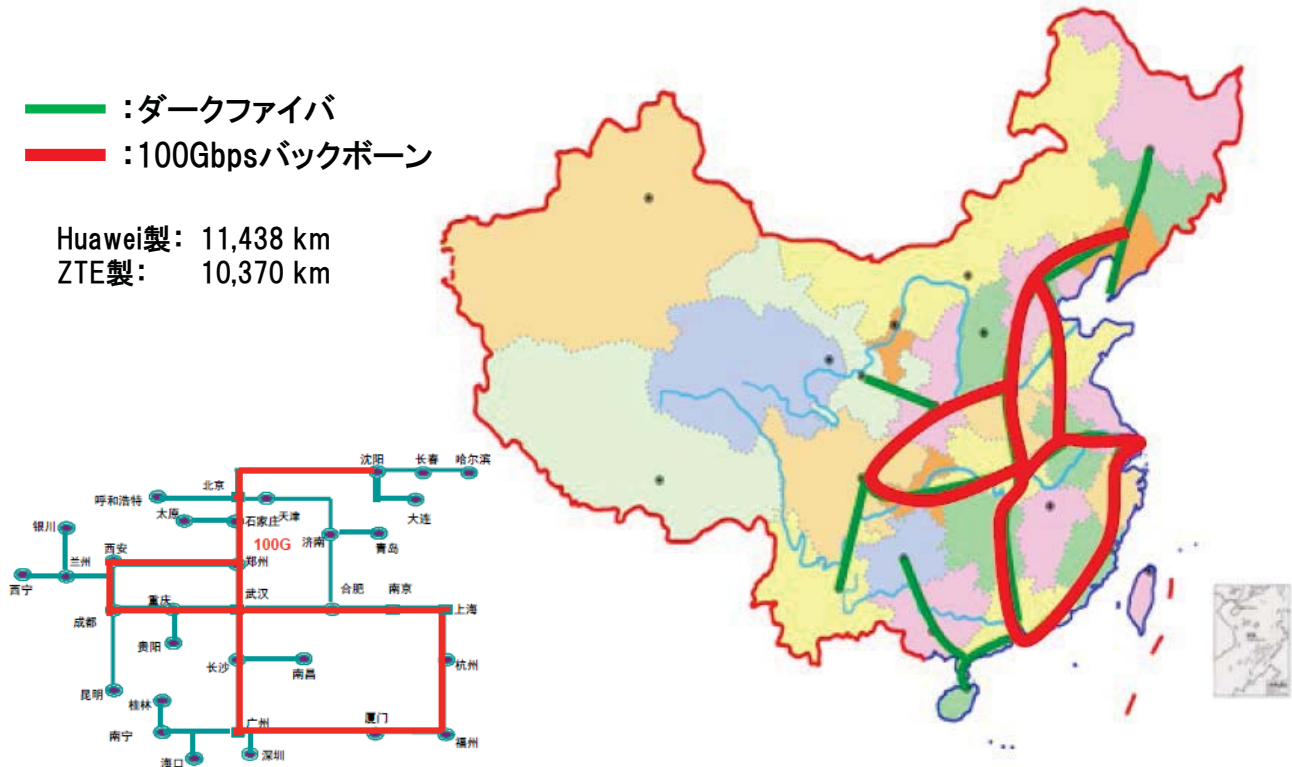 :ダークファイバ
:100Gbpsバックボーン
Huawei製: 11,438 km
ZTE製: 10,370 km
沈阳
长春
哈尔滨
北京
呼和浩特
大连
太原
石家庄
天津
银川
100G
济南
青岛
西安
兰州
郑州
西宁
重庆
武汉
合肥
南京
成都
上海
贵阳
长沙
南昌
杭州
昆明
桂林
广州
厦门
南宁
福州
海口
深圳